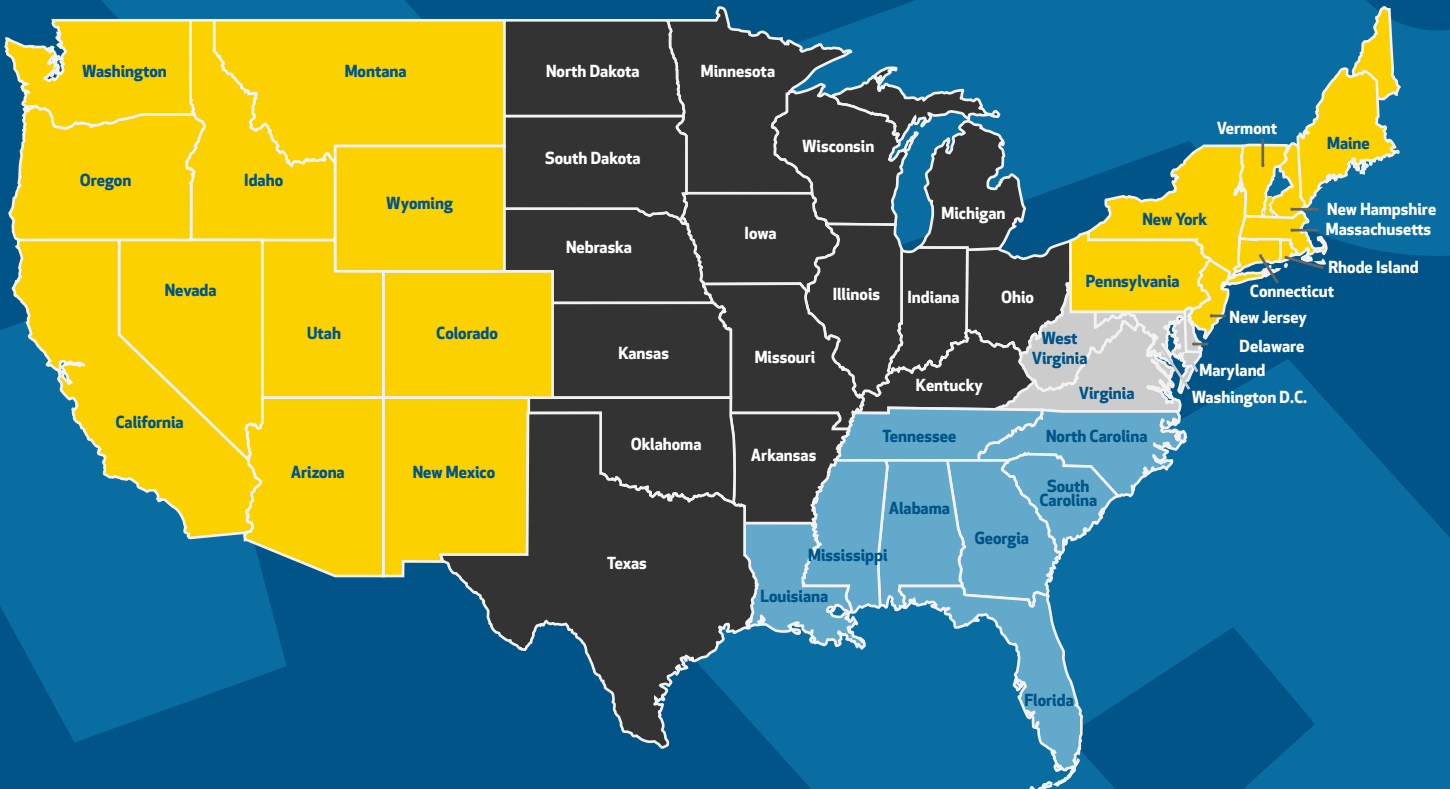 Washington
Montana
North Dakota
Minnesota
Vermont
Maine
Wisconsin
South Dakota
Oregon
Idaho
Wyoming
Michigan
New York
New Hampshire
Massachusetts
Iowa
Nebraska
Rhode Island
Pennsylvania
Connecticut
Nevada
Illinois
Indiana
Ohio
New Jersey
Utah
Colorado
West
Virginia
Delaware
Kansas
Missouri
Maryland
Kentucky
Virginia
Washington D.C.
California
Tennessee
North Carolina
Oklahoma
Arkansas
Arizona
New Mexico
South
Carolina
Alabama
Georgia
Mississippi
Texas
Louisiana
Florida